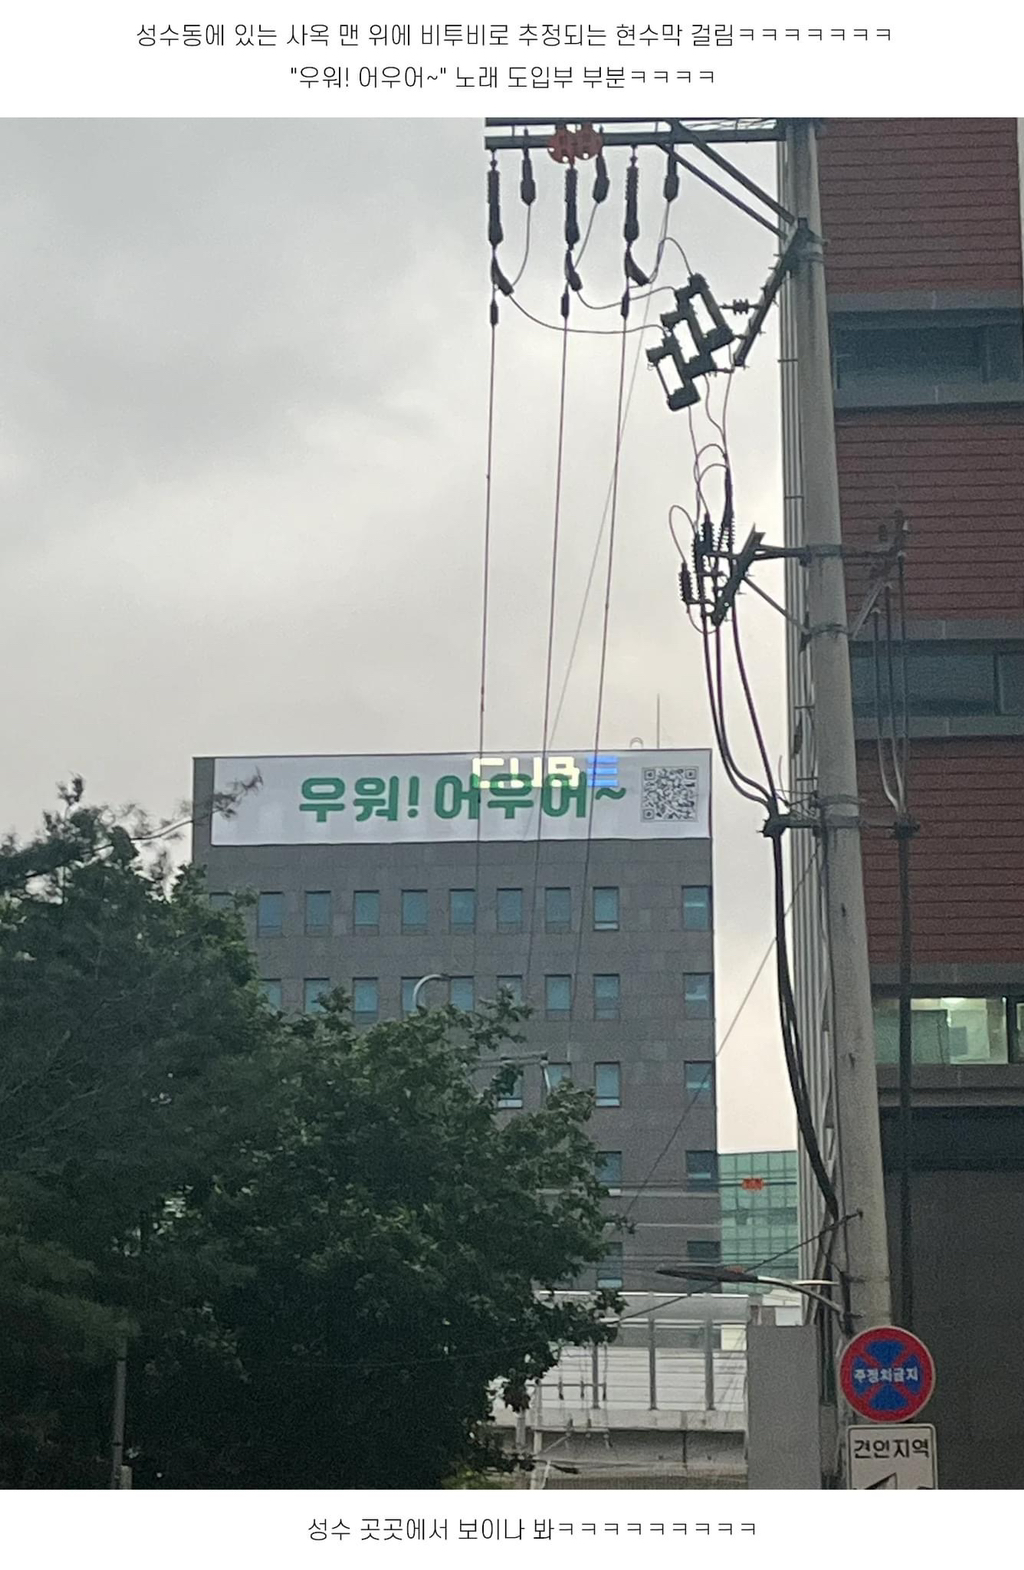 성수동에 있는 사옥 맨 위에 비투비로 추정되는 현수막 걸림ㅋㅋㅋㅋㅋㅋㅋ
"우워! 어우어~" 노래 도입부 부분ㅋㅋㅋㅋ
CUBE
우워! 어우어~
주정차금지
견인지역
성수 곳곳에서 보이나 봐ㅋㅋㅋㅋㅋㅋㅋㅋㅋ